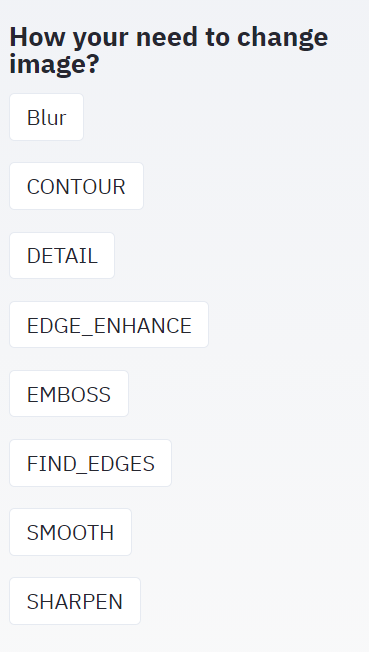 How your need to change
image?
Blur
CONTOUR
DETAIL
EDGE_ENHANCE
EMBOSS
FIND_EDGES
SMOOTH
SHARPEN